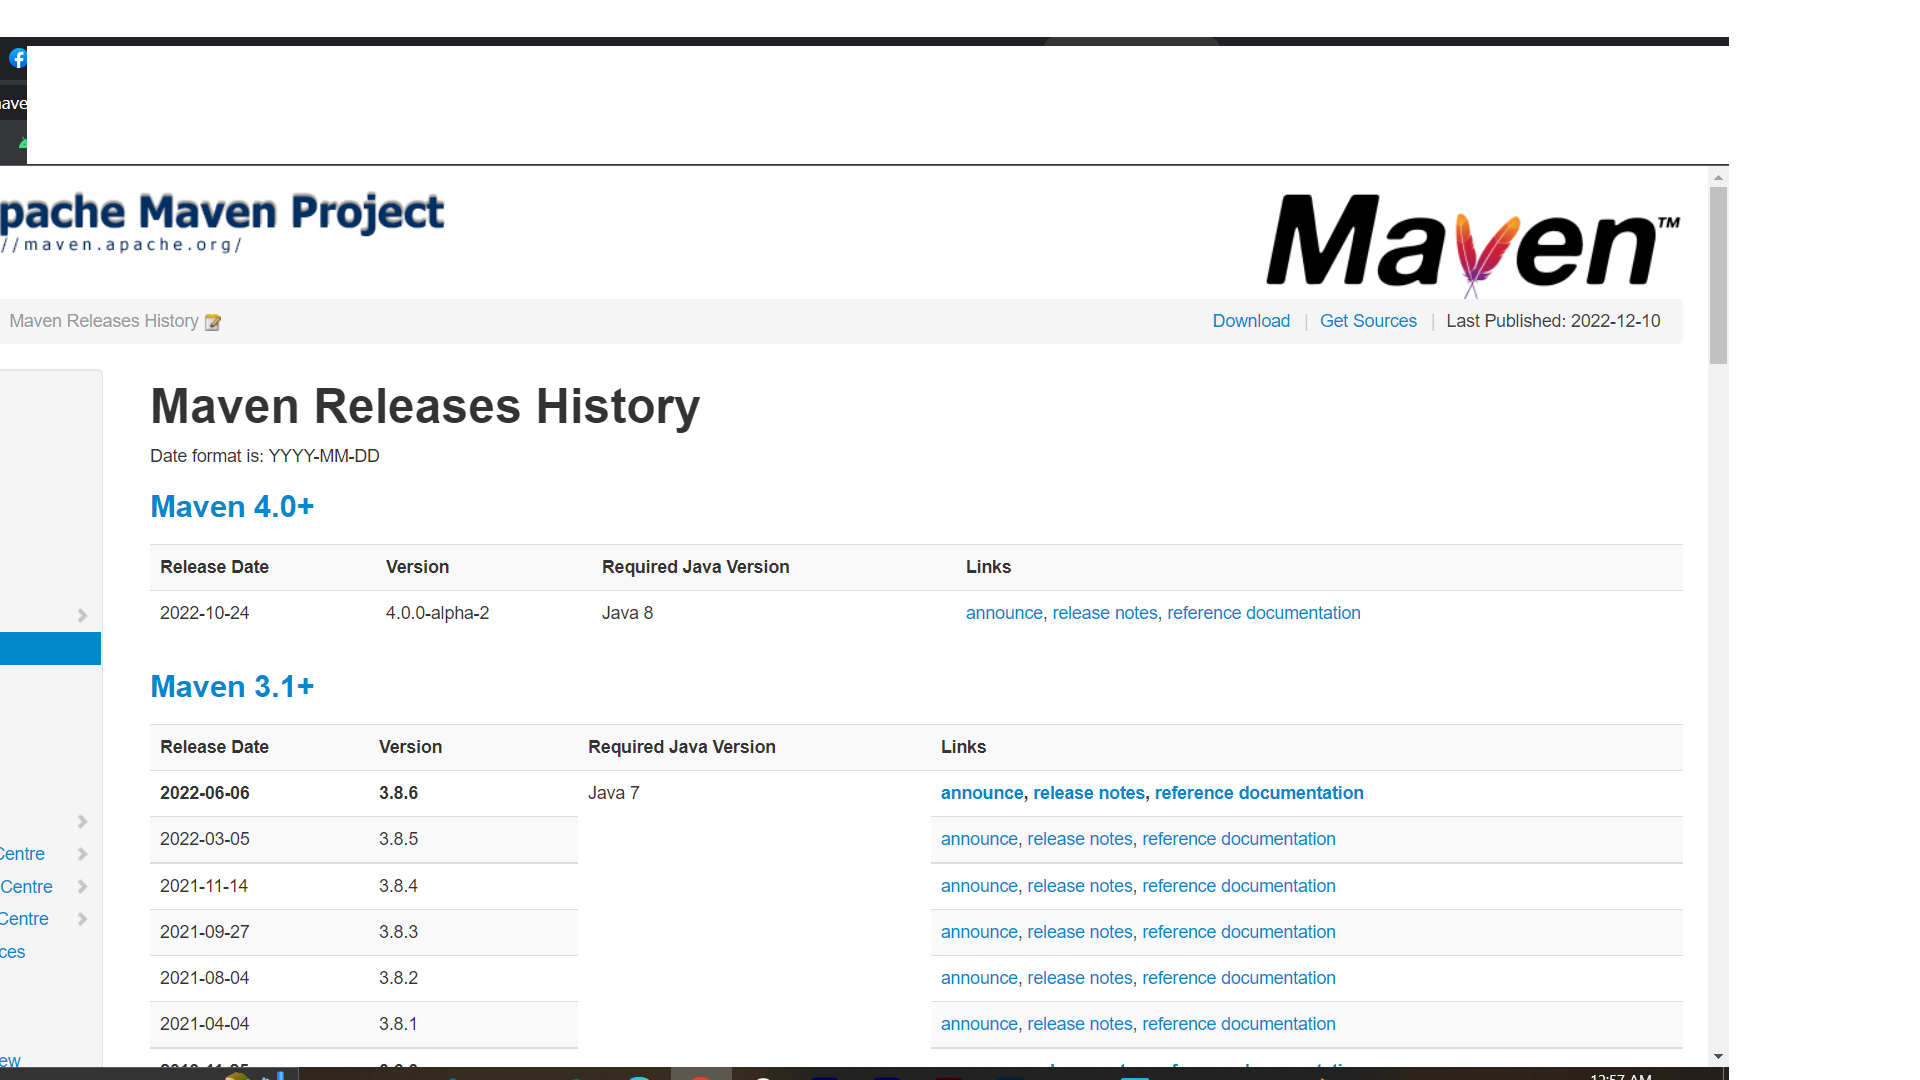 ave
pache Maven Project
//maven.apache.org/
Maven™
Maven Releases History
Download | Get Sources | Last Published: 2022-12-10
Maven Releases History
Date format is: YYYY-MM-DD
Maven 4.0+
Release Date Version Required Java Version Links
2022-10-24 4.0.0-alpha-2 Java 8 announce, release notes, reference documentation
Maven 3.1+
Release Date Version Required Java Version Links
2022-06-06 3.8.6 Java 7 announce, release notes, reference documentation
2022-03-05 3.8.5 announce, release notes, reference documentation
2021-11-14 3.8.4 announce, release notes, reference documentation
2021-09-27 3.8.3 announce, release notes, reference documentation
2021-08-04 3.8.2 announce, release notes, reference documentation
2021-04-04 3.8.1 announce, release notes, reference documentation
Centre
Centre
Centre
ces
ew
12:57 AM